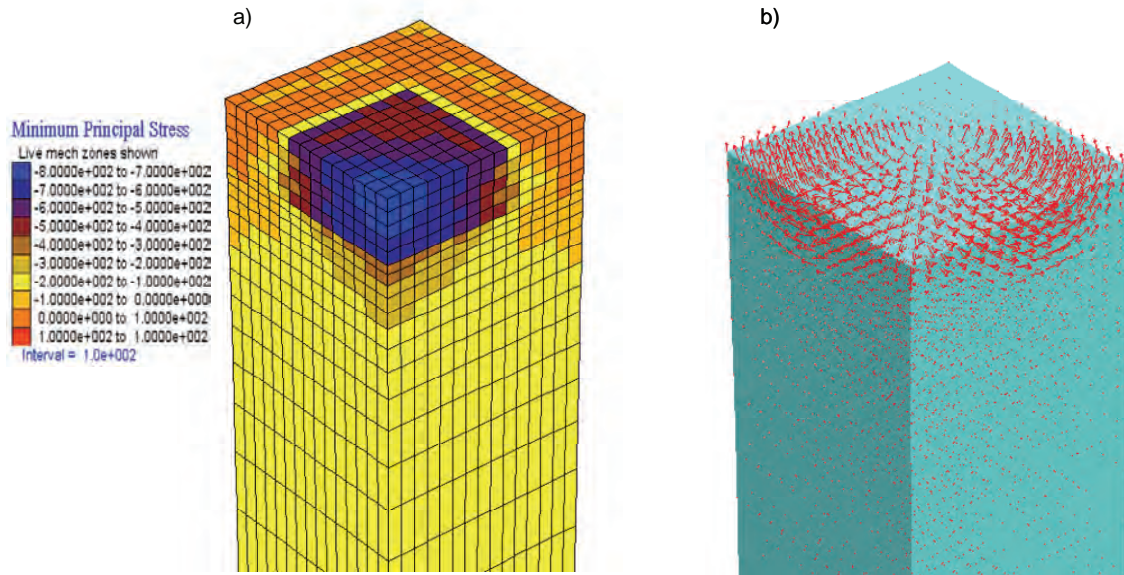 a)
b)
Minimum Principal Stress
Live mech zones shown
-8.0000e+002 to -7.0000e+002
-7.0000e+002 to -6.0000e+002
-6.0000e+002 to -5.0000e+002
-5.0000e+002 to -4.0000e+002
-4.0000e+002 to -3.0000e+002
-3.0000e+002 to -2.0000e+002
-2.0000e+002 to -1.0000e+002
-1.0000e+002 to 0.0000e+000
0.0000e+000 to 1.0000e+002
1.0000e+002 to 1.0000e+002
Interval = 1.0e+002